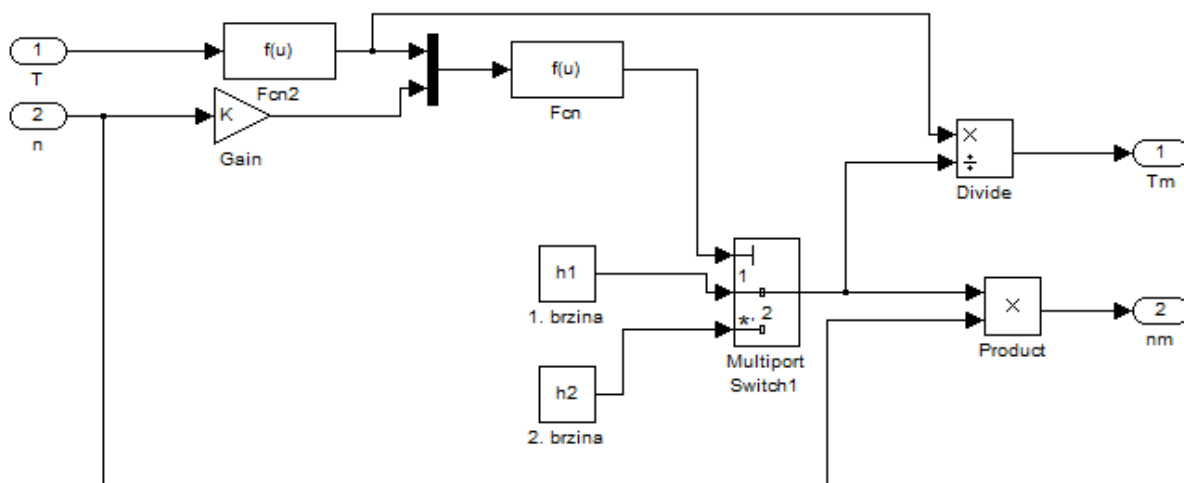 1
T
f(u)
Fcn2
2
n
K
Gain
f(u)
Fcn
×
÷
Divide
1
Tm
h1
1. brzina
h2
2. brzina
1
2
*,
Multiport
Switch1
×
Product
2
nm